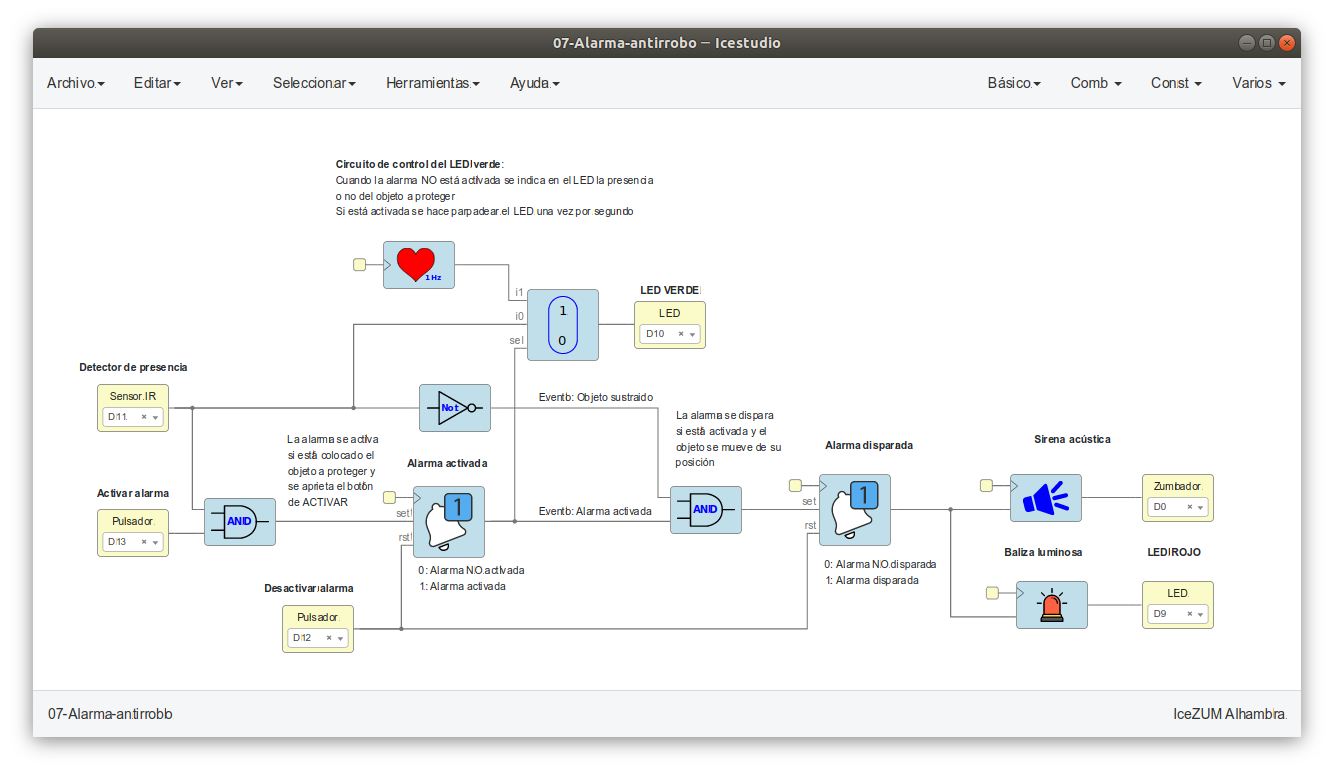 07-Alarma-antirrobo — Icestudio
Archivo Editar Ver Seleccionar Herramientas Ayuda Básico Comb Const Varios
Circuito de control del LED verde:
Cuando la alarma NO está activada se indica en el LED la presencia
o no del objeto a proteger
Si está activada se hace parpadear el LED una vez por segundo
1 Hz
i1
i0
sel
1
0
LED VERDE
LED
D10
Detector de presencia
Sensor IR
D11
Not
Evento: Objeto sustraido
La alarma se activa
si está colocado el
objeto a proteger y
se aprieta el botón
de ACTIVAR
Activar alarma
Pulsador
D13
AND
Alarma activada
set
rst
1
0: Alarma NO activada
1: Alarma activada
Evento: Alarma activada
Desactivar alarma
Pulsador
D12
La alarma se dispara
si está activada y el
objeto se mueve de su
posición
AND
Alarma disparada
set
rst
1
0: Alarma NO disparada
1: Alarma disparada
Sirena acústica
Zumbador
D0
Baliza luminosa
LED ROJO
LED
D9
07-Alarma-antirrobo
IceZUM Alhambra